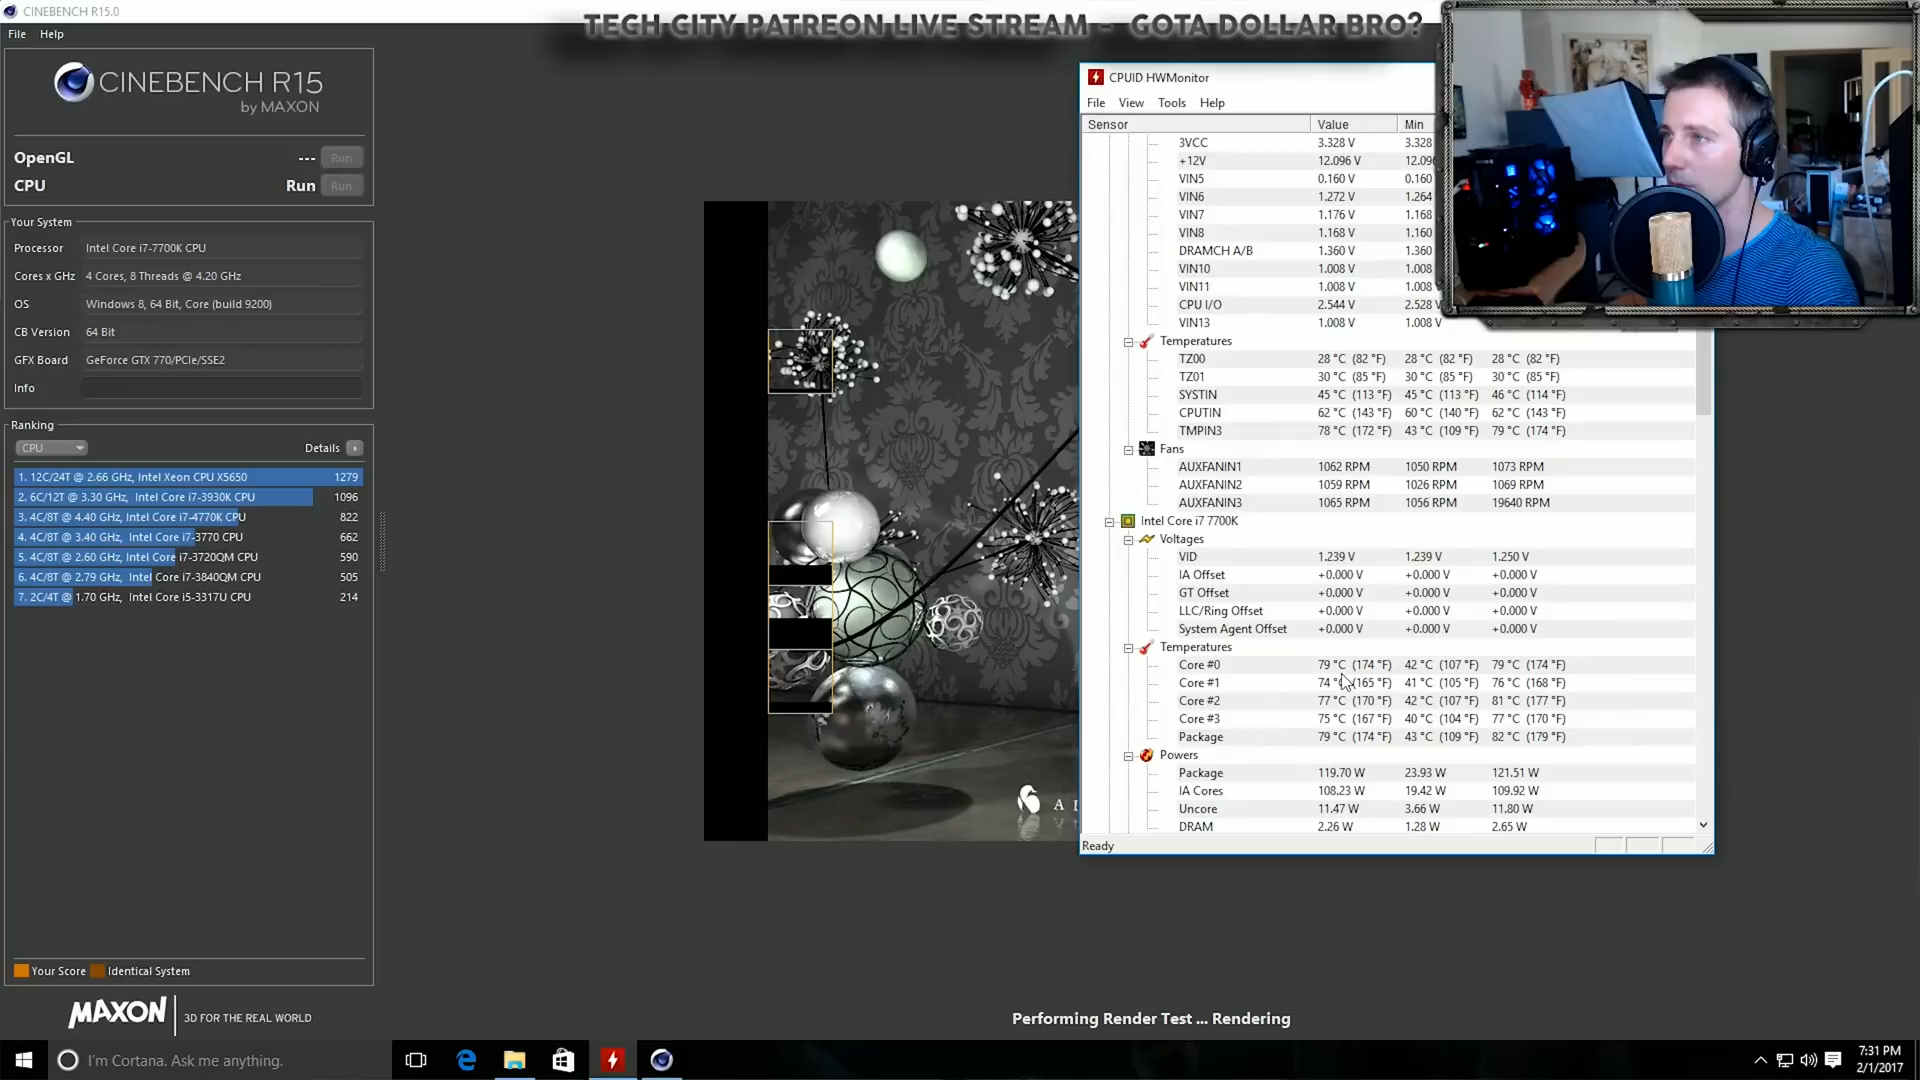 CINEBENCH R15.0
File Help
TECH CITY PATREON LIVE STREAM - GOTA DOLLAR BRO?
CINEBENCH R15
by MAXON
OpenGL --- Run
CPU Run Run
Your System
Processor Intel Core i7-7700K CPU
Cores x GHz 4 Cores, 8 Threads @ 4.20 GHz
OS Windows 8, 64 Bit, Core (build 9200)
CB Version 64 Bit
GFX Board GeForce GTX 770/PCIe/SSE2
Info
Ranking
CPU Details
1. 12C/24T @ 2.66 GHz, Intel Xeon CPU X5650 1279
2. 6C/12T @ 3.30 GHz, Intel Core i7-3930K CPU 1096
3. 4C/8T @ 4.40 GHz, Intel Core i7-4770K CPU 822
4. 4C/8T @ 3.40 GHz, Intel Core i7-3770 CPU 662
5. 4C/8T @ 2.60 GHz, Intel Core i7-3720QM CPU 590
6. 4C/8T @ 2.79 GHz, Intel Core i7-3840QM CPU 505
7. 2C/4T @ 1.70 GHz, Intel Core i5-3317U CPU 214
Your Score Identical System
MAXON 3D FOR THE REAL WORLD
CPUID HWMonitor
File View Tools Help
Sensor Value Min
3VCC 3.328 V 3.328
+12V 12.096 V 12.096
VIN5 0.160 V 0.160
VIN6 1.272 V 1.264
VIN7 1.176 V 1.168
VIN8 1.168 V 1.160
DRAMCH A/B 1.360 V 1.360
VIN10 1.008 V 1.008
VIN11 1.008 V 1.008
CPU I/O 2.544 V 2.528
VIN13 1.008 V 1.008 V
Temperatures
TZ00 28 °C (82 °F) 28 °C (82 °F) 28 °C (82 °F)
TZ01 30 °C (85 °F) 30 °C (85 °F) 30 °C (85 °F)
SYSTIN 45 °C (113 °F) 45 °C (113 °F) 46 °C (114 °F)
CPUTIN 62 °C (143 °F) 60 °C (140 °F) 62 °C (143 °F)
TMPIN3 78 °C (172 °F) 43 °C (109 °F) 79 °C (174 °F)
Fans
AUXFANIN1 1062 RPM 1050 RPM 1073 RPM
AUXFANIN2 1059 RPM 1026 RPM 1069 RPM
AUXFANIN3 1065 RPM 1056 RPM 19640 RPM
Intel Core i7 7700K
Voltages
VID 1.239 V 1.239 V 1.250 V
IA Offset +0.000 V +0.000 V +0.000 V
GT Offset +0.000 V +0.000 V +0.000 V
LLC/Ring Offset +0.000 V +0.000 V +0.000 V
System Agent Offset +0.000 V +0.000 V +0.000 V
Temperatures
Core #0 79 °C (174 °F) 42 °C (107 °F) 79 °C (174 °F)
Core #1 74 °C (165 °F) 41 °C (105 °F) 76 °C (168 °F)
Core #2 77 °C (170 °F) 42 °C (107 °F) 81 °C (177 °F)
Core #3 75 °C (167 °F) 40 °C (104 °F) 77 °C (170 °F)
Package 79 °C (174 °F) 43 °C (109 °F) 82 °C (179 °F)
Powers
Package 119.70 W 23.93 W 121.51 W
IA Cores 108.23 W 19.42 W 109.92 W
Uncore 11.47 W 3.66 W 11.80 W
DRAM 2.26 W 1.28 W 2.65 W
Ready
Performing Render Test ... Rendering
I'm Cortana. Ask me anything.
7:31 PM
2/1/2017